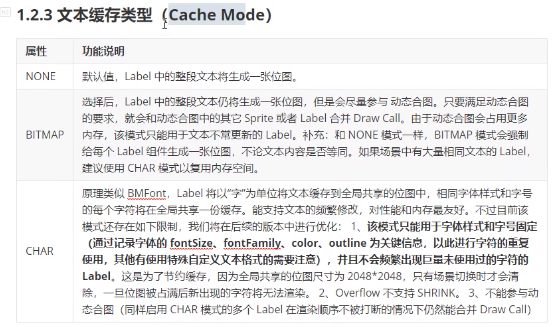 1.2.3 文本缓存类型（Cache Mode）
属性 功能说明
NONE 默认值，Label 中的整段文本将生成一张位图。
选择后，Label 中的整段文本仍将生成一张位图，但是会尽量参与 动态合图。只要满足动态合图
的要求，就会和动态合图中的其它 Sprite 或者 Label 合并 Draw Call。由于动态合图会占用更多
BITMAP 内存，该模式只能用于文本不常更新的 Label。补充：和 NONE 模式一样，BITMAP 模式会强制
给每个 Label 组件生成一张位图，不论文本内容是否等同。如果场景中有大量相同文本的 Label，
建议使用 CHAR 模式以复用内存空间。
原理类似 BMFont，Label 将以“字”为单位将文本缓存到全局共享的位图中，相同字体样式和字号
的每个字符将在全局共享一份缓存。能支持文本的频繁修改，对性能和内存最友好。不过目前该
模式还存在如下限制，我们将在后续的版本中进行优化： 1、该模式只能用于字体样式和字号固定
（通过记录字体的 fontSize、fontFamily、color、outline 为关键信息，以此进行字符的重复
CHAR 使用，其他有使用特殊自定义文本格式的需要注意），并且不会频繁出现巨量未使用过的字符的
Label。这是为了节约缓存，因为全局共享的位图尺寸为 2048*2048，只有场景切换时才会清
除，一旦位图被占满后新出现的字符将无法渲染。 2、Overflow 不支持 SHRINK。 3、不能参与动
态合图（同样启用 CHAR 模式的多个 Label 在渲染顺序不被打断的情况下仍然能合并 Draw Call）